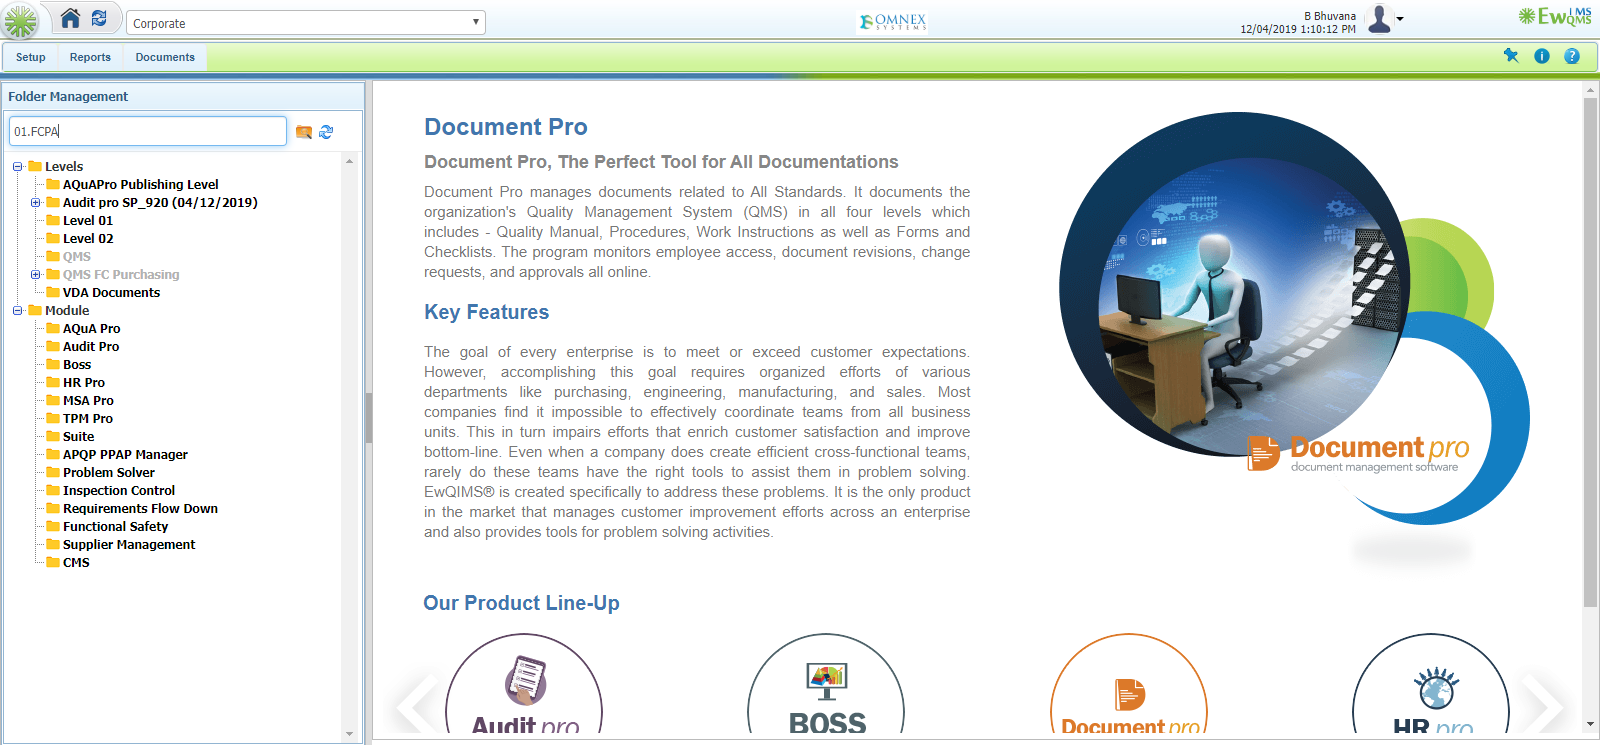 Corporate
OMNEX
SYSTEMS
B Bhuvana
12/04/2019 1:10:12 PM
EwQIMS
QMS
Setup
Reports
Documents
Folder Management
01.FCPA
Levels
AQuAPro Publishing Level
Audit pro SP_920 (04/12/2019)
Level 01
Level 02
QMS
QMS FC Purchasing
VDA Documents
Module
AQuA Pro
Audit Pro
Boss
HR Pro
MSA Pro
TPM Pro
Suite
APQP PPAP Manager
Problem Solver
Inspection Control
Requirements Flow Down
Functional Safety
Supplier Management
CMS
Document Pro
Document Pro, The Perfect Tool for All Documentations
Document Pro manages documents related to All Standards. It documents the
organization's Quality Management System (QMS) in all four levels which
includes - Quality Manual, Procedures, Work Instructions as well as Forms and
Checklists. The program monitors employee access, document revisions, change
requests, and approvals all online.
Key Features
The goal of every enterprise is to meet or exceed customer expectations.
However, accomplishing this goal requires organized efforts of various
departments like purchasing, engineering, manufacturing, and sales. Most
companies find it impossible to effectively coordinate teams from all business
units. This in turn impairs efforts that enrich customer satisfaction and improve
bottom-line. Even when a company does create efficient cross-functional teams,
rarely do these teams have the right tools to assist them in problem solving.
EwQIMS® is created specifically to address these problems. It is the only product
in the market that manages customer improvement efforts across an enterprise
and also provides tools for problem solving activities.
Document pro
document management software
Our Product Line-Up
Audit pro
BOSS
Document pro
HR pro